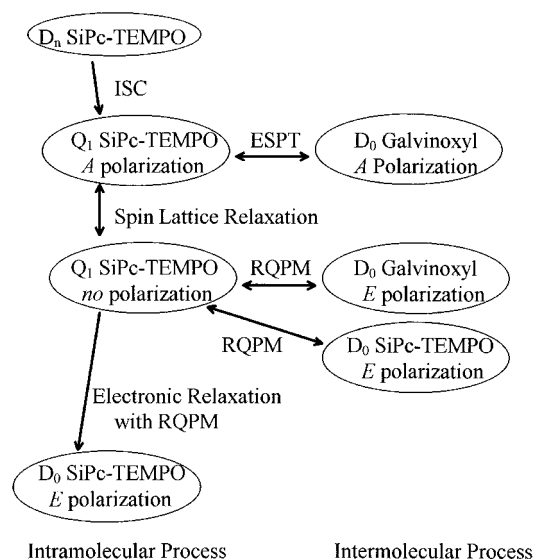 Dn SiPc-TEMPO
ISC
Q1 SiPc-TEMPO
A polarization
ESPT
D0 Galvinoxyl
A Polarization
Spin Lattice Relaxation
Q1 SiPc-TEMPO
no polarization
RQPM
D0 Galvinoxyl
E polarization
RQPM
D0 SiPc-TEMPO
E polarization
Electronic Relaxation
with RQPM
D0 SiPc-TEMPO
E polarization
Intramolecular Process
Intermolecular Process